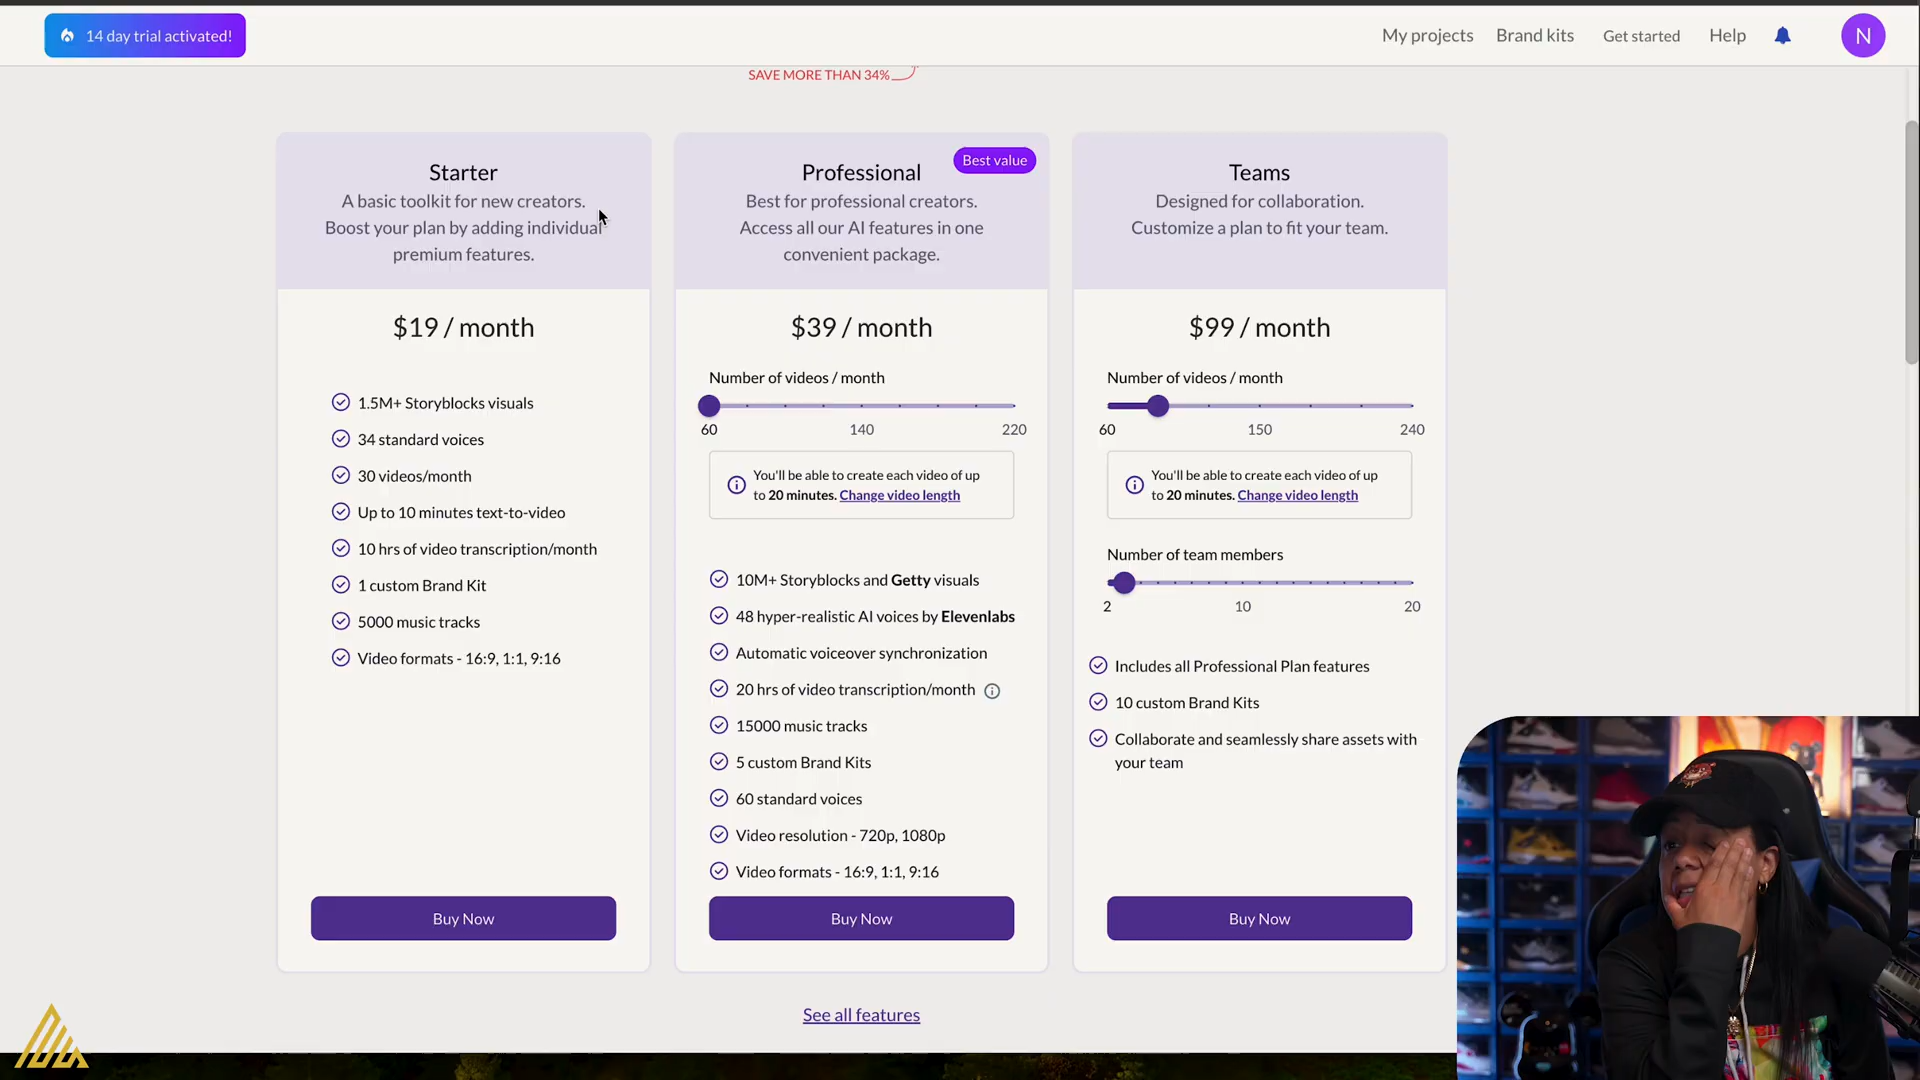 14 day trial activated!
My projects
Brand kits
Get started
Help
N
SAVE MORE THAN 34%
Starter
A basic toolkit for new creators.
Boost your plan by adding individual
premium features.
$19 / month
1.5M+ Storyblocks visuals
34 standard voices
30 videos/month
Up to 10 minutes text-to-video
10 hrs of video transcription/month
1 custom Brand Kit
5000 music tracks
Video formats - 16:9, 1:1, 9:16
Buy Now
Professional
Best value
Best for professional creators.
Access all our AI features in one
convenient package.
$39 / month
Number of videos / month
60 140 220
You'll be able to create each video of up
to 20 minutes. Change video length
10M+ Storyblocks and Getty visuals
48 hyper-realistic AI voices by Elevenlabs
Automatic voiceover synchronization
20 hrs of video transcription/month
15000 music tracks
5 custom Brand Kits
60 standard voices
Video resolution - 720p, 1080p
Video formats - 16:9, 1:1, 9:16
Buy Now
Teams
Designed for collaboration.
Customize a plan to fit your team.
$99 / month
Number of videos / month
60 150 240
You'll be able to create each video of up
to 20 minutes. Change video length
Number of team members
2 10 20
Includes all Professional Plan features
10 custom Brand Kits
Collaborate and seamlessly share assets with
your team
Buy Now
See all features